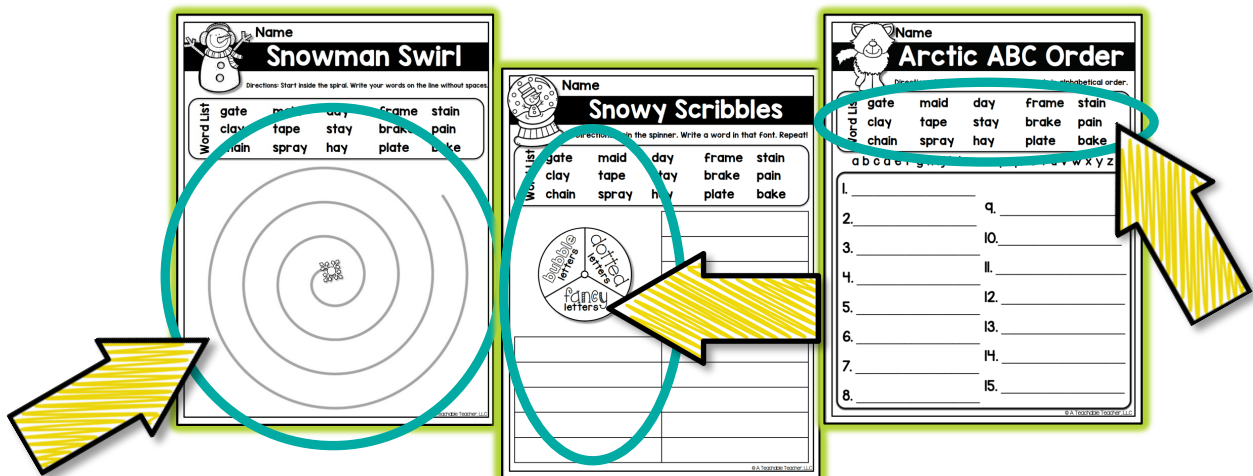 Name
Snowman Swirl
Directions: Start inside the spiral. Write your words on the line without spaces.
Word List
gate frame stain
clay tape stay brake pain
chain spray hay plate bake
Teachable Teacher, LLC
Name
Snowy Scribbles
the spinner. Write a word in that font. Repeat!
Word List
gate maid day frame stain
clay tape stay brake pain
chain spray hay plate bake
bubble letters
dotted letters
fancy letters
© A Teachable Teacher, LLC
Name
Arctic ABC Order
alphabetical order.
Word List
gate maid day frame stain
clay tape stay brake pain
chain spray hay plate bake
a b c d e f g w x y z
1.
2.
3.
4.
5.
6.
7.
8.
9.
10.
11.
12.
13.
14.
15.
© A Teachable Teacher, LLC